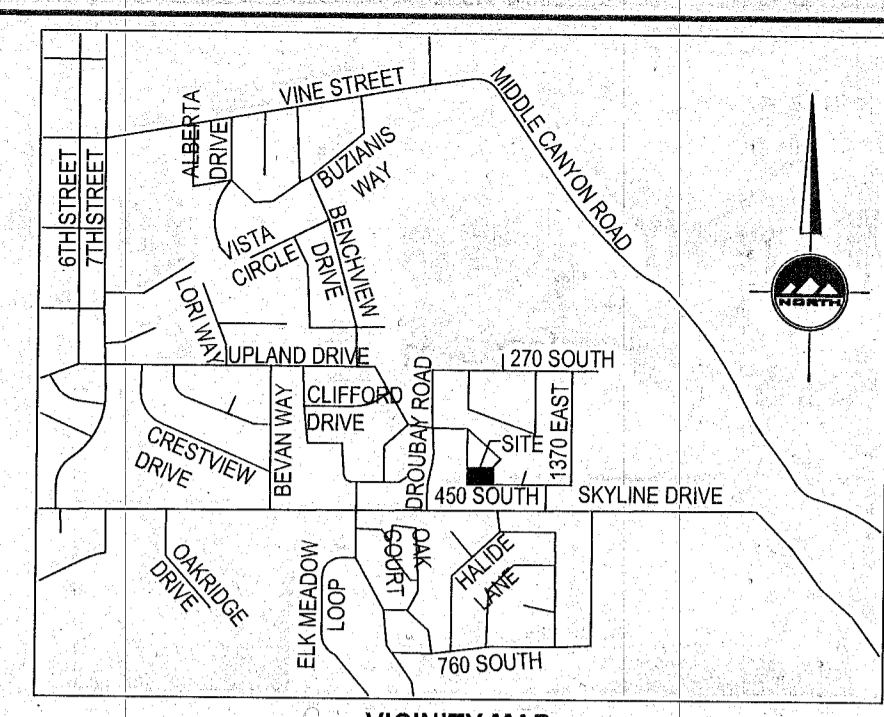 VINE STREET
MIDDLE CANYON ROAD
ALBERTA
DRIVE
BUZIANIS
WAY
6TH STREET
7TH STREET
BENCHVIEW
DRIVE
VISTA
CIRCLE
NORTH
LORI WAY
UPLAND DRIVE
270 SOUTH
DROUBAY ROAD
BEVAN WAY
CLIFFORD
DRIVE
1370 EAST
SITE
CRESTVIEW
DRIVE
450 SOUTH
SKYLINE DRIVE
OAKRIDGE
DRIVE
ELK MEADOW
LOOP
OAK
COURT
HALIDE
LANE
760 SOUTH
VICINITY MAP